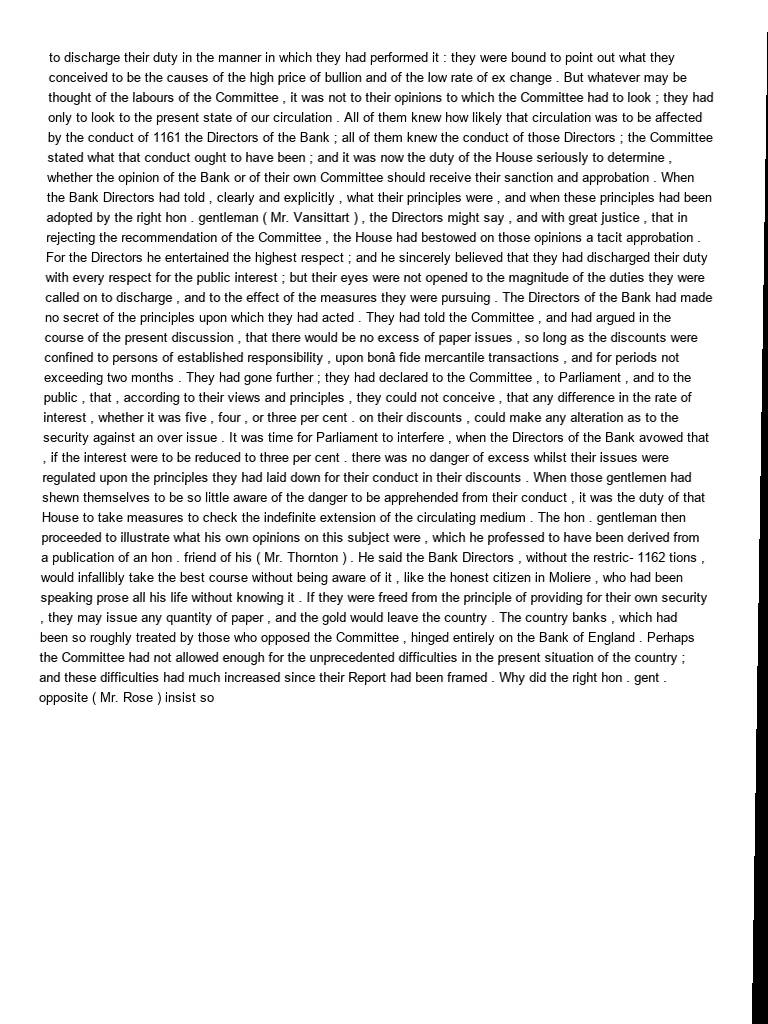 to discharge their duty in the manner in which they had performed it : they were bound to point out what they
conceived to be the causes of the high price of bullion and of the low rate of ex change . But whatever may be
thought of the labours of the Committee , it was not to their opinions to which the Committee had to look ; they had
only to look to the present state of our circulation . All of them knew how likely that circulation was to be affected
by the conduct of 1161 the Directors of the Bank ; all of them knew the conduct of those Directors ; the Committee
stated what that conduct ought to have been ; and it was now the duty of the House seriously to determine ,
whether the opinion of the Bank or of their own Committee should receive their sanction and approbation . When
the Bank Directors had told , clearly and explicitly , what their principles were , and when these principles had been
adopted by the right hon . gentleman ( Mr. Vansittart ) , the Directors might say , and with great justice , that in
rejecting the recommendation of the Committee , the House had bestowed on those opinions a tacit approbation .
For the Directors he entertained the highest respect ; and he sincerely believed that they had discharged their duty
with every respect for the public interest ; but their eyes were not opened to the magnitude of the duties they were
called on to discharge , and to the effect of the measures they were pursuing . The Directors of the Bank had made
no secret of the principles upon which they had acted . They had told the Committee , and had argued in the
course of the present discussion , that there would be no excess of paper issues , so long as the discounts were
confined to persons of established responsibility , upon bonâ fide mercantile transactions , and for periods not
exceeding two months . They had gone further ; they had declared to the Committee , to Parliament , and to the
public , that , according to their views and principles , they could not conceive , that any difference in the rate of
interest , whether it was five , four , or three per cent . on their discounts , could make any alteration as to the
security against an over issue . It was time for Parliament to interfere , when the Directors of the Bank avowed that
, if the interest were to be reduced to three per cent . there was no danger of excess whilst their issues were
regulated upon the principles they had laid down for their conduct in their discounts . When those gentlemen had
shewn themselves to be so little aware of the danger to be apprehended from their conduct , it was the duty of that
House to take measures to check the indefinite extension of the circulating medium . The hon . gentleman then
proceeded to illustrate what his own opinions on this subject were , which he professed to have been derived from
a publication of an hon . friend of his ( Mr. Thornton ) . He said the Bank Directors , without the restric- 1162 tions ,
would infallibly take the best course without being aware of it , like the honest citizen in Moliere , who had been
speaking prose all his life without knowing it . If they were freed from the principle of providing for their own security
, they may issue any quantity of paper , and the gold would leave the country . The country banks , which had
been so roughly treated by those who opposed the Committee , hinged entirely on the Bank of England . Perhaps
the Committee had not allowed enough for the unprecedented difficulties in the present situation of the country ;
and these difficulties had much increased since their Report had been framed . Why did the right hon . gent .
opposite ( Mr. Rose ) insist so